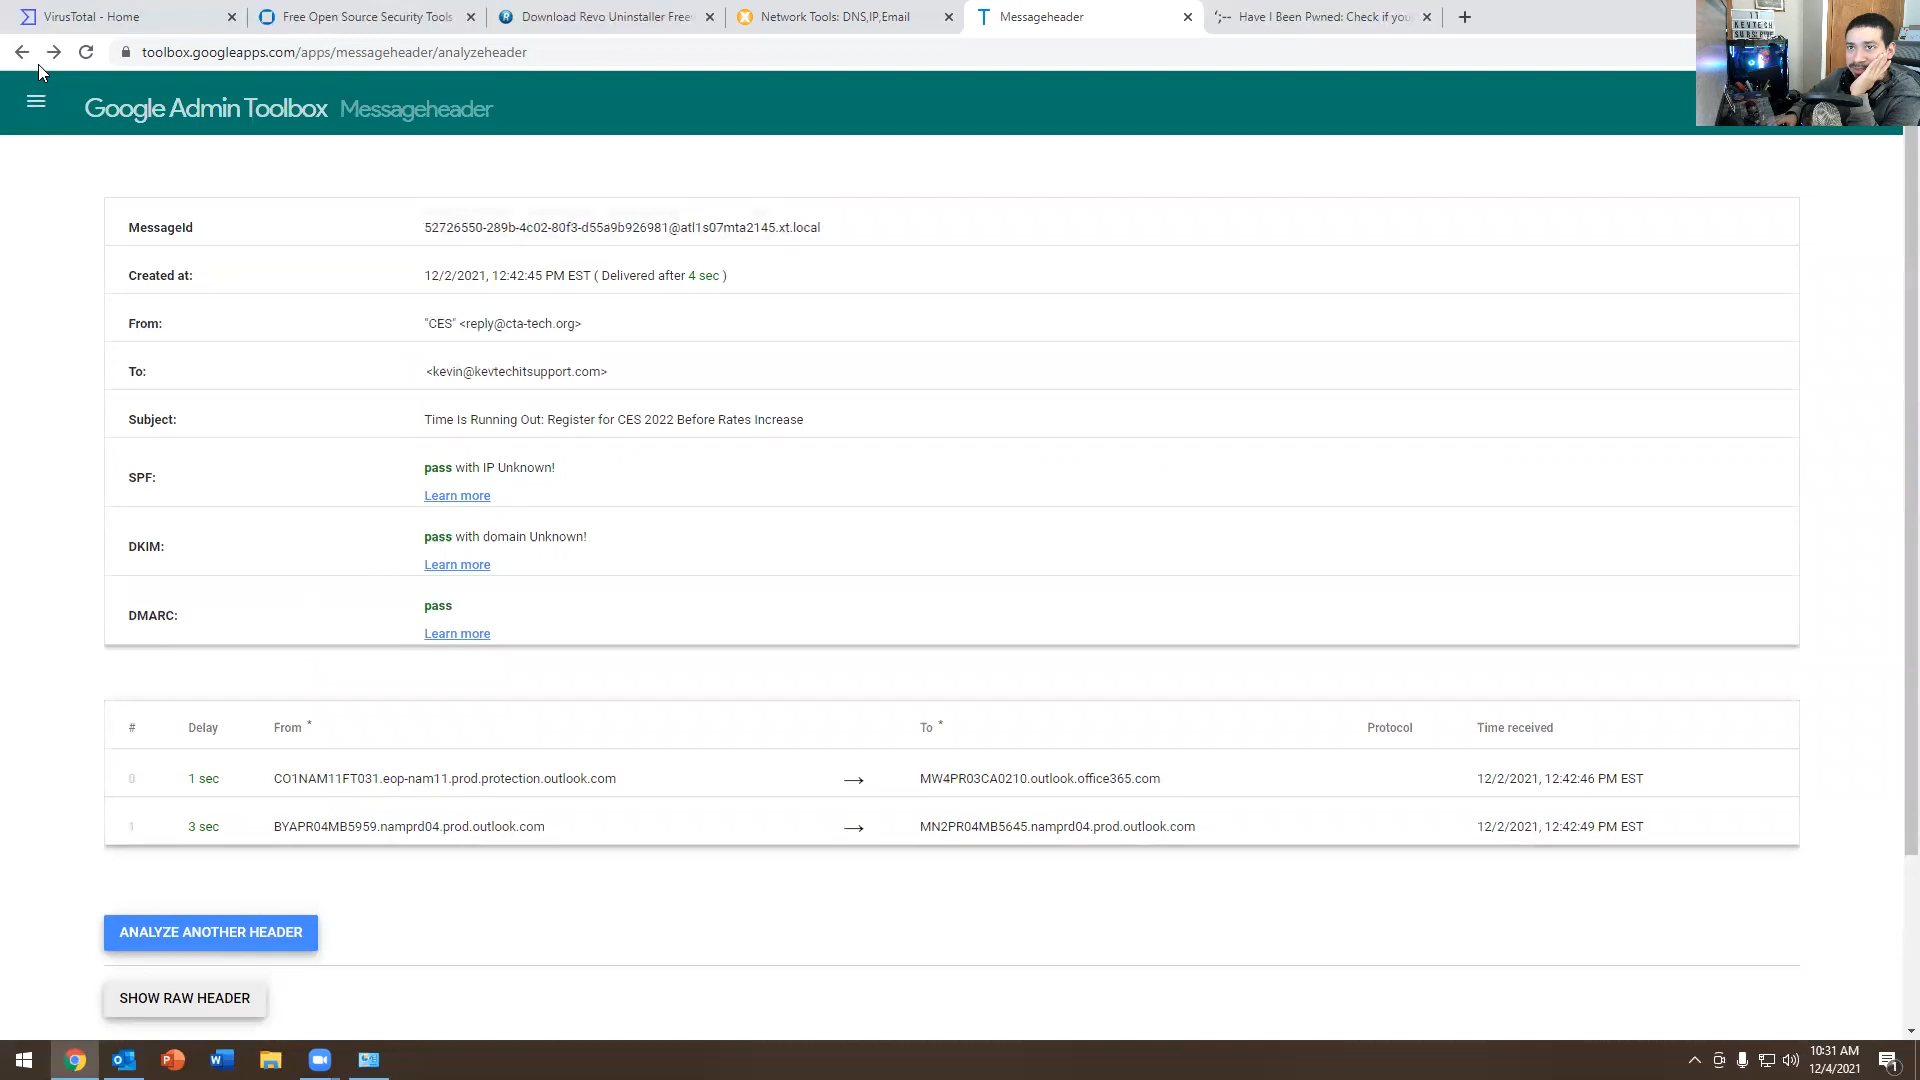 VirusTotal - Home
Free Open Source Security Tools
Download Revo Uninstaller Free
Network Tools: DNS,IP,Email
Messageheader
Have I Been Pwned: Check if you
toolbox.googleapps.com/apps/messageheader/analyzeheader
KEVTECH
Google Admin Toolbox Messageheader
MessageId 52726550-289b-4c02-80f3-d55a9b926981@atl1s07mta2145.xt.local
Created at: 12/2/2021, 12:42:45 PM EST ( Delivered after 4 sec )
From: "CES" <reply@cta-tech.org>
To: <kevin@kevtechitsupport.com>
Subject: Time Is Running Out: Register for CES 2022 Before Rates Increase
SPF: pass with IP Unknown!
Learn more
DKIM: pass with domain Unknown!
Learn more
DMARC: pass
Learn more
# Delay From * To * Protocol Time received
0 1 sec CO1NAM11FT031.eop-nam11.prod.protection.outlook.com → MW4PR03CA0210.outlook.office365.com 12/2/2021, 12:42:46 PM EST
1 3 sec BYAPR04MB5959.namprd04.prod.outlook.com → MN2PR04MB5645.namprd04.prod.outlook.com 12/2/2021, 12:42:49 PM EST
ANALYZE ANOTHER HEADER
SHOW RAW HEADER
10:31 AM
12/4/2021
1